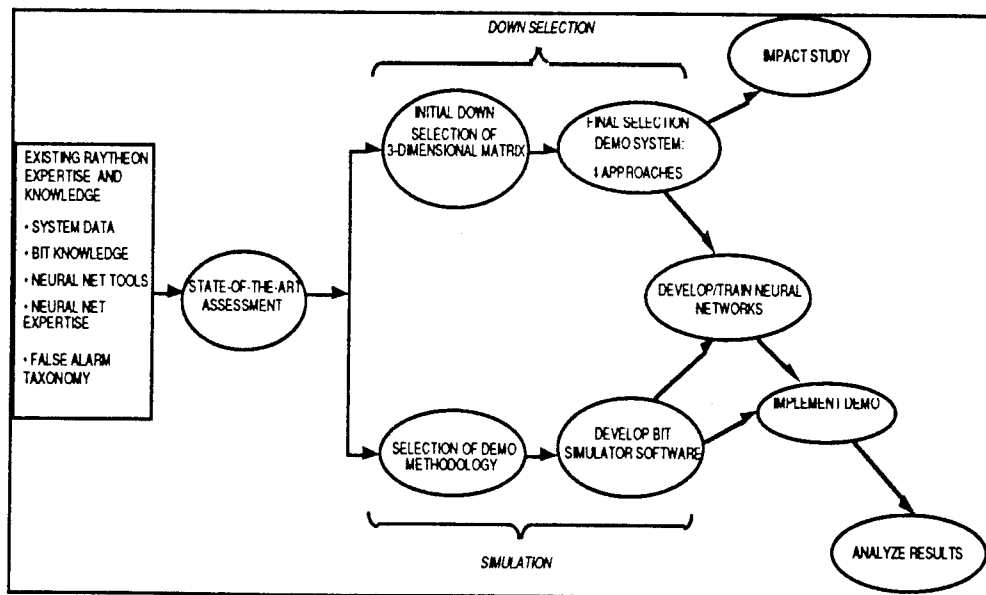 DOWN SELECTION
IMPACT STUDY
INITIAL DOWN
SELECTION OF
3-DIMENSIONAL MATRIX
FINAL SELECTION
DEMO SYSTEM:
APPROACHES
EXISTING RAYTHEON
EXPERTISE AND
KNOWLEDGE
• SYSTEM DATA
• BIT KNOWLEDGE
• NEURAL NET TOOLS
• NEURAL NET
EXPERTISE
• FALSE ALARM
TAXONOMY
STATE-OF-THE-ART
ASSESSMENT
DEVELOP/TRAIN NEURAL
NETWORKS
IMPLEMENT DEMO
SELECTION OF DEMO
METHODOLOGY
DEVELOP BIT
SIMULATOR SOFTWARE
SIMULATION
ANALYZE RESULTS